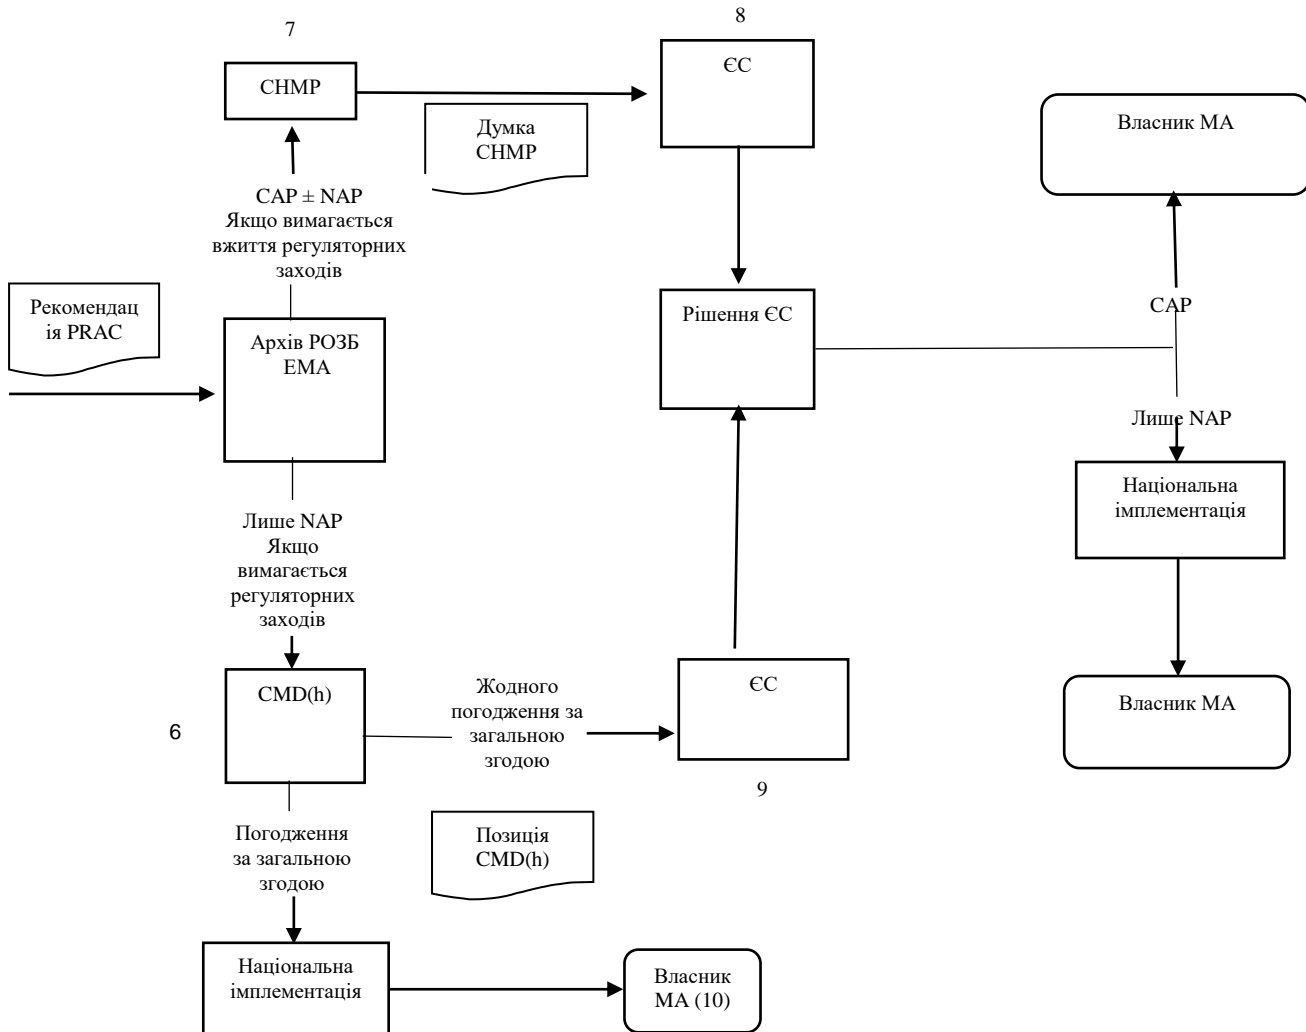 7
8
CHMP
ЄС
Думка
CHMP
Власник МА
CAP ± NAP
Якщо вимагається
вжиття регуляторних
заходів
CAP
Рекомендац
ія PRAC
Архів РОЗБ
EMA
Рішення ЄС
Лише NAP
Національна
імплементація
Лише NAP
Якщо
вимагається
регуляторних
заходів
CMD(h)
6
Жодного
погодження за
загальною
згодою
ЄС
9
Власник МА
Погодження
за загальною
згодою
Позиція
CMD(h)
Національна
імплементація
Власник
МА (10)